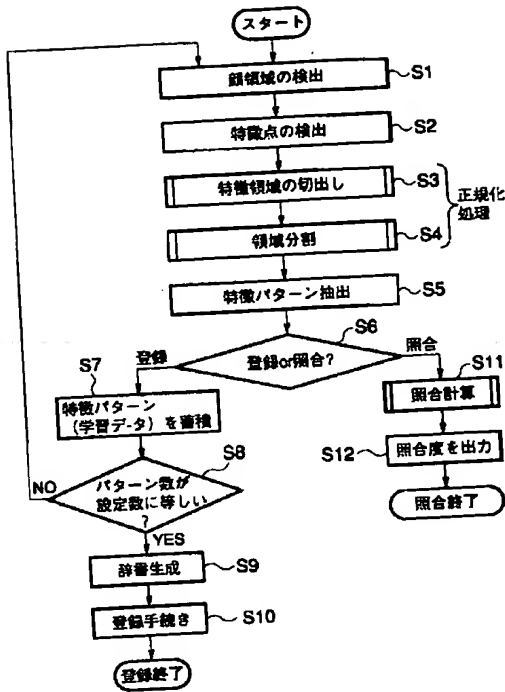 スタート
顔領域の検出
S1
特徴点の検出
S2
特徴領域の切出し
S3
正規化
処理
領域分割
S4
特徴パターン抽出
S5
S6
登録or照合?
登録
照合
S7
特徴パターン
(学習データ)を蓄積
S11
照合計算
S12
照合度を出力
照合終了
S8
パターン数が
設定数に等しい
?
NO
YES
辞書生成
S9
登録手続き
S10
登録終了